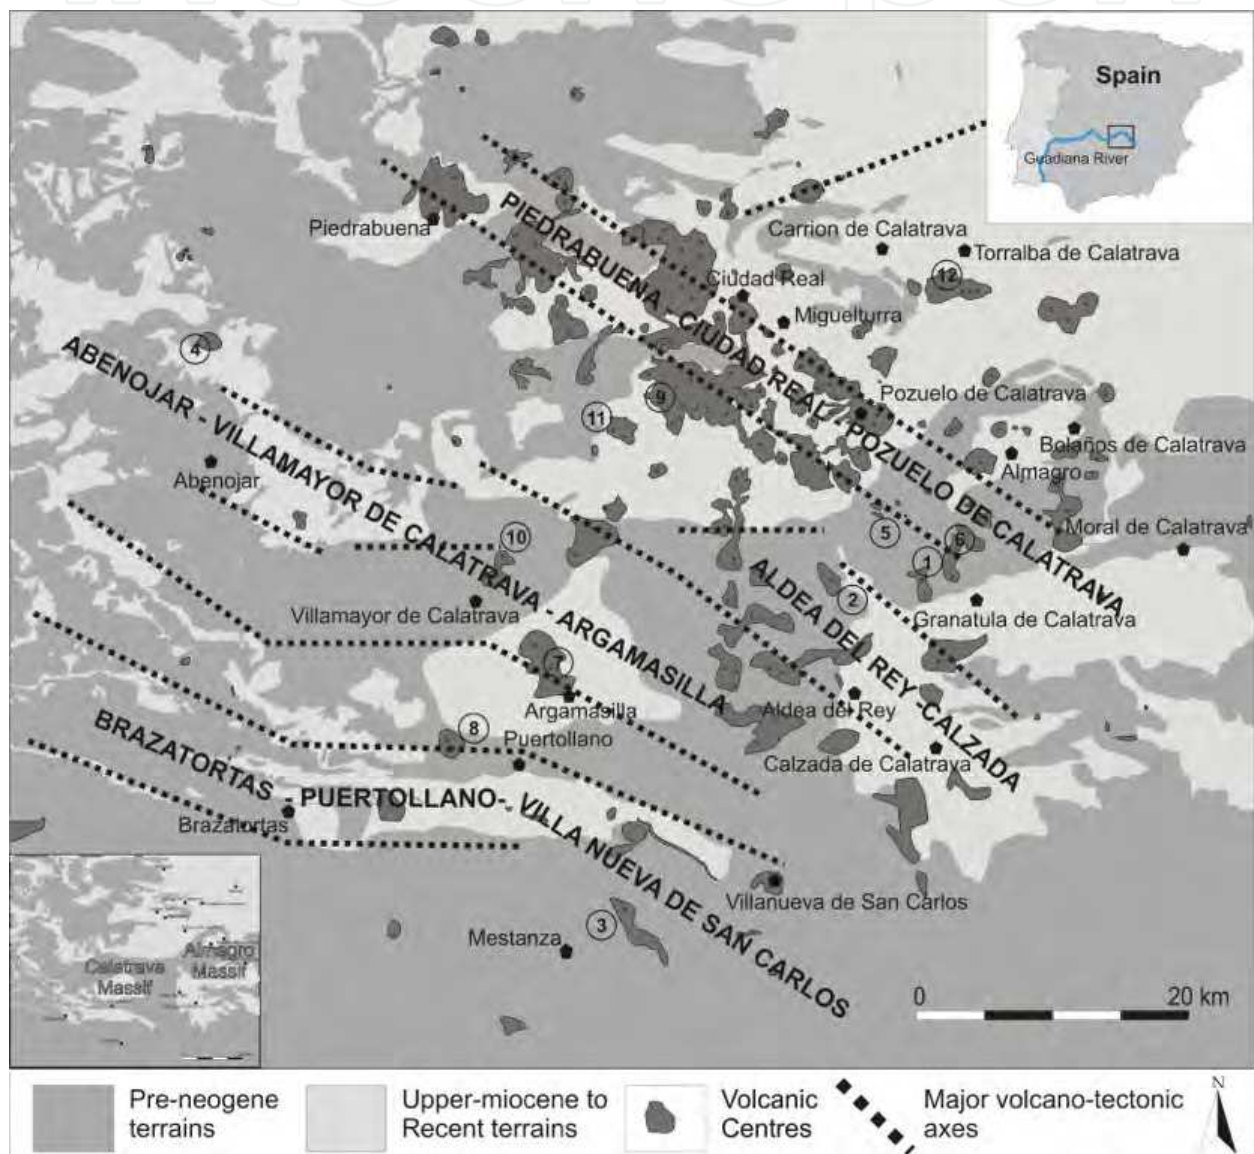 Spain
Guadiana River
Piedrabuena
PIEDRABUENA - CIUDAD REAL - POZUELO DE CALATRAVA
Carrion de Calatrava
Torralba de Calatrava
12
Ciudad Real
Miguelturra
4
ABENOJAR - VILLAMAYOR DE CALATRAVA - ARGAMASILLA
9
11
Pozuelo de Calatrava
Bolaños de Calatrava
Almagro
Abenojar
Moral de Calatrava
10
5
6
1
ALDEA DEL REY - CALZADA
2
Villamayor de Calatrava
Granatula de Calatrava
7
Argamasilla
Aldea del Rey
8
Puertollano
Calzada de Calatrava
BRAZATORTAS - PUERTOLLANO - VILLA NUEVA DE SAN CARLOS
Brazatortas
Villanueva de San Carlos
3
Mestanza
Calatrava
Massif
Almagro
Massif
0 20 km
Pre-neogene
terrains
Upper-miocene to
Recent terrains
Volcanic
Centres
Major volcano-tectonic
axes
N